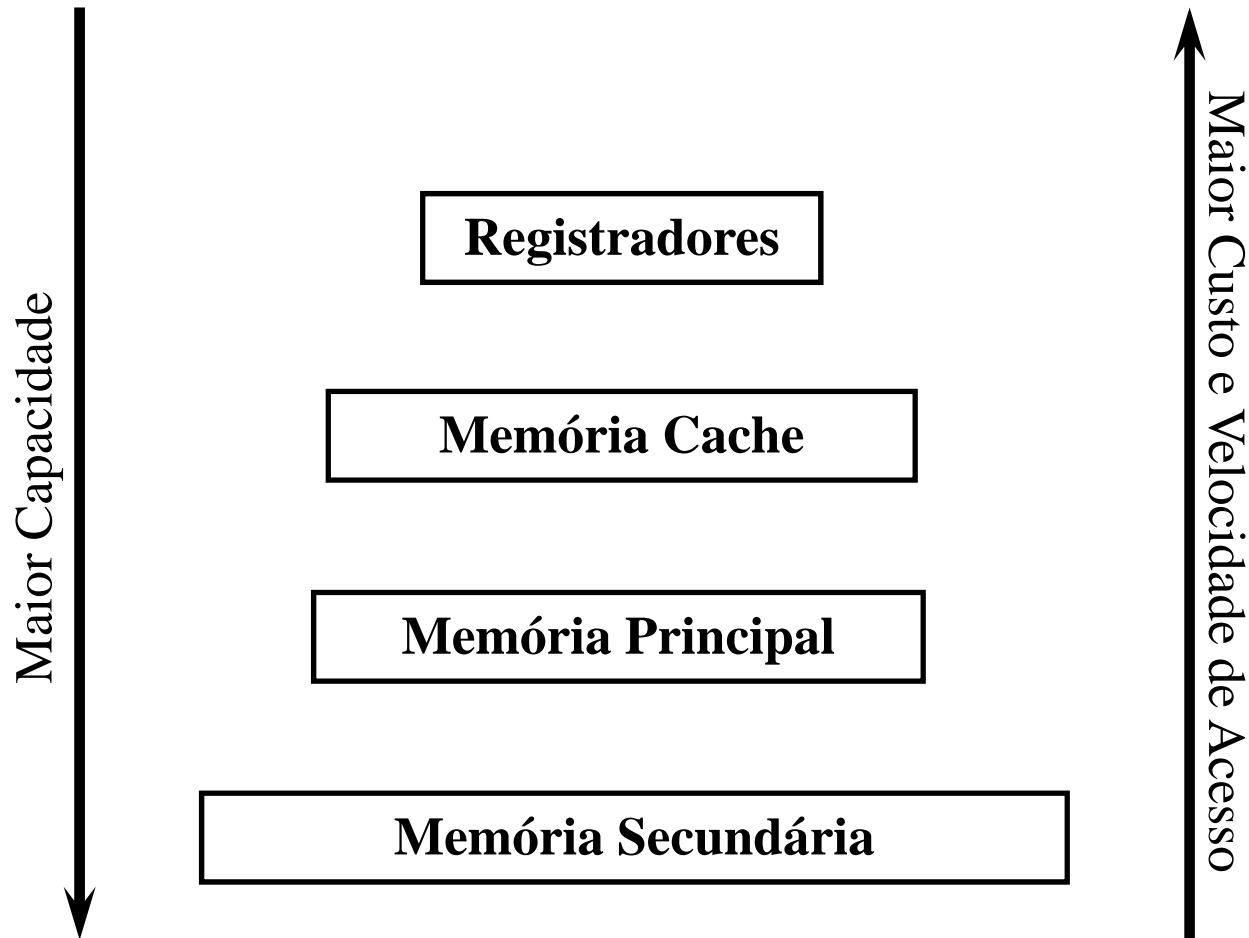 Maior Capacidade
Registradores
Memória Cache
Memória Principal
Memória Secundária
Maior Custo e Velocidade de Acesso